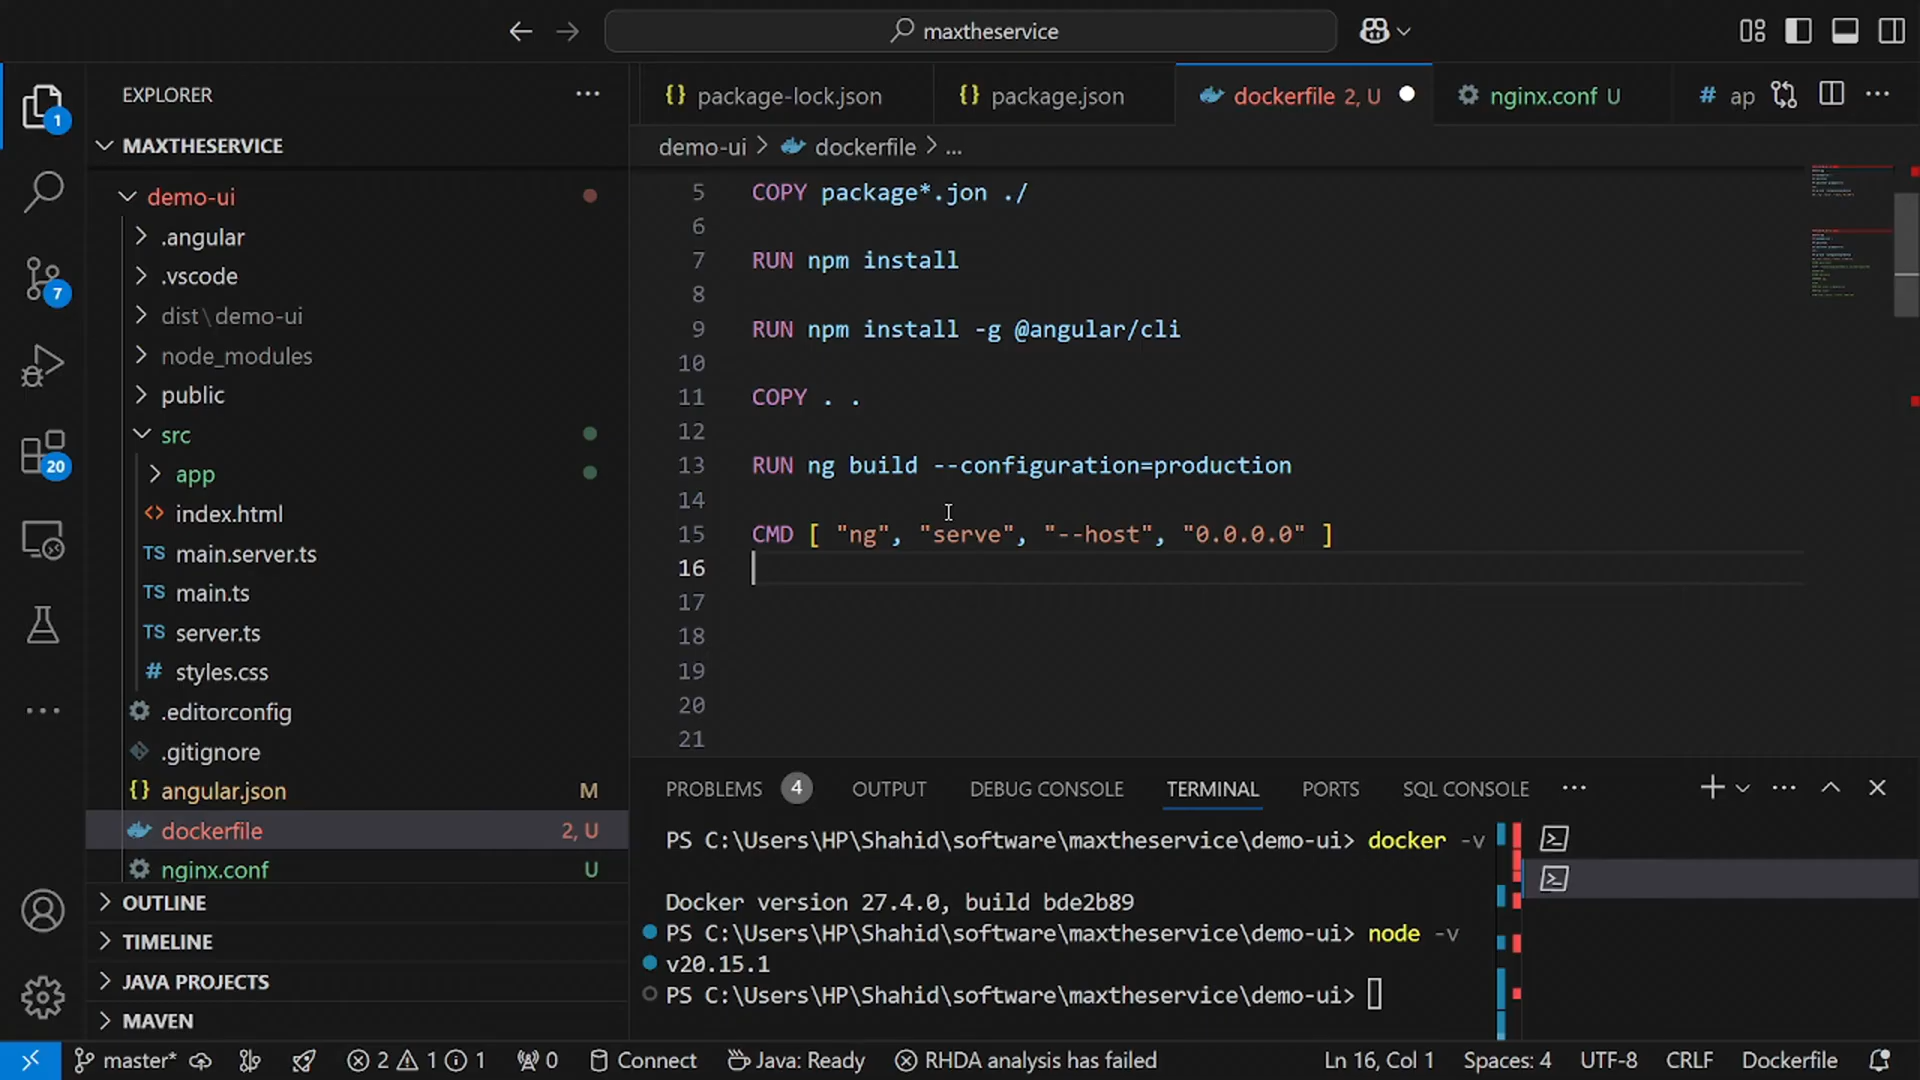 maxtheservice
EXPLORER
MAXTHESERVICE
demo-ui
.angular
.vscode
dist\demo-ui
node_modules
public
src
app
index.html
TS main.server.ts
TS main.ts
TS server.ts
# styles.css
.editorconfig
.gitignore
{} angular.json M
dockerfile 2, U
nginx.conf U
OUTLINE
TIMELINE
JAVA PROJECTS
MAVEN
1
7
20
{} package-lock.json
{} package.json
dockerfile 2, U
nginx.conf U
# ap
demo-ui > dockerfile > ...
5 COPY package*.jon ./
6
7 RUN npm install
8
9 RUN npm install -g @angular/cli
10
11 COPY . .
12
13 RUN ng build --configuration=production
14
15 CMD [ "ng", "serve", "--host", "0.0.0.0" ]
16
17
18
19
20
21
PROBLEMS 4 OUTPUT DEBUG CONSOLE TERMINAL PORTS SQL CONSOLE
PS C:\Users\HP\Shahid\software\maxtheservice\demo-ui> docker -v
Docker version 27.4.0, build bde2b89
PS C:\Users\HP\Shahid\software\maxtheservice\demo-ui> node -v
v20.15.1
PS C:\Users\HP\Shahid\software\maxtheservice\demo-ui>
master* 2 1 1 0 Connect Java: Ready RHDA analysis has failed Ln 16, Col 1 Spaces: 4 UTF-8 CRLF Dockerfile